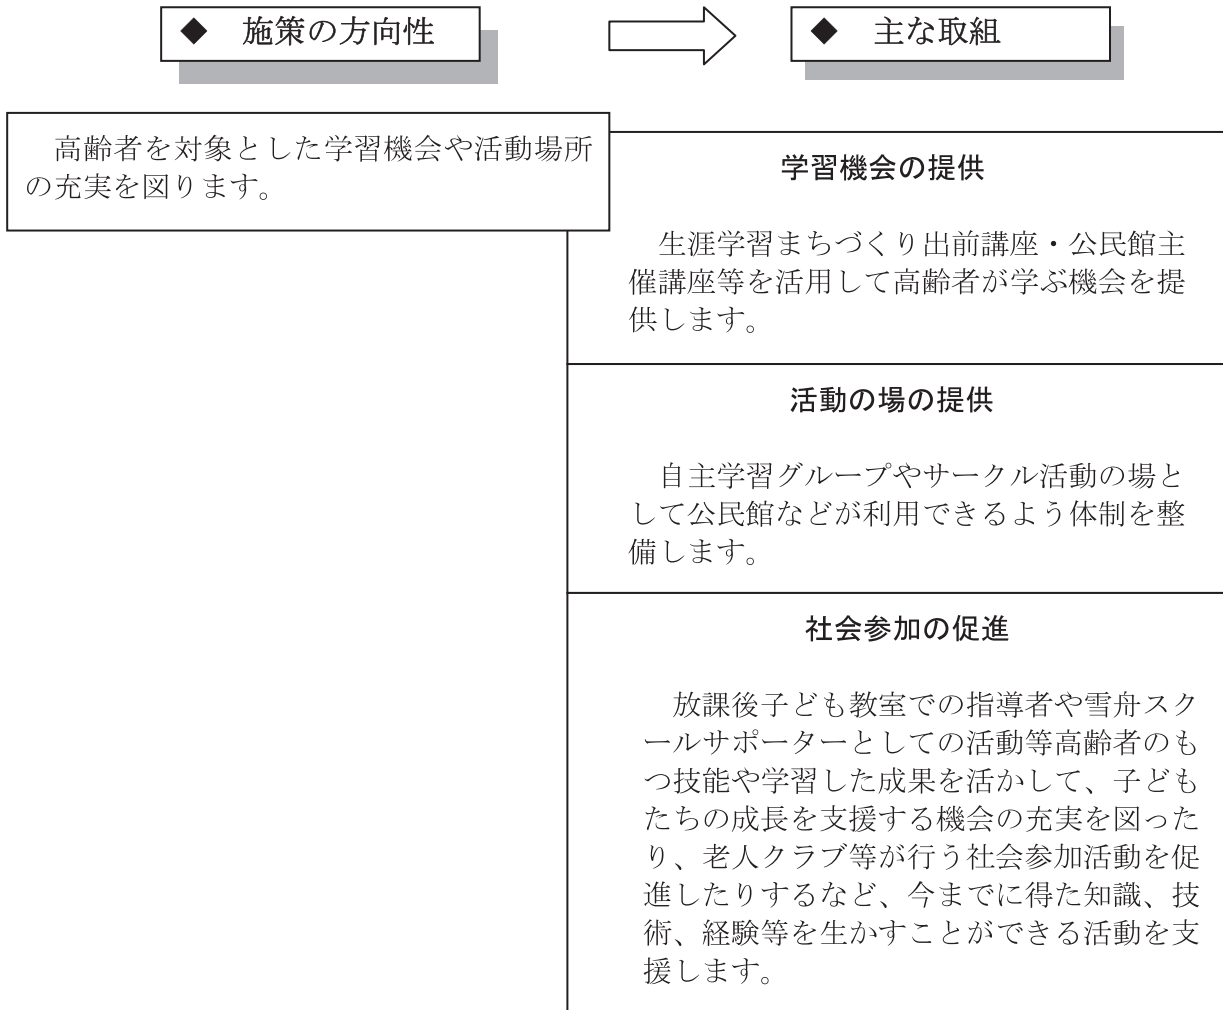 ◆　施策の方向性
◆　主な取組
高齢者を対象とした学習機会や活動場所
の充実を図ります。
学習機会の提供
生涯学習まちづくり出前講座・公民館主
催講座等を活用して高齢者が学ぶ機会を提
供します。
活動の場の提供
自主学習グループやサークル活動の場と
して公民館などが利用できるよう体制を整
備します。
社会参加の促進
放課後子ども教室での指導者や雪舟スク
ールサポーターとしての活動等高齢者のも
つ技能や学習した成果を活かして、子ども
たちの成長を支援する機会の充実を図った
り、老人クラブ等が行う社会参加活動を促
進したりするなど、今までに得た知識、技
術、経験等を生かすことができる活動を支
援します。